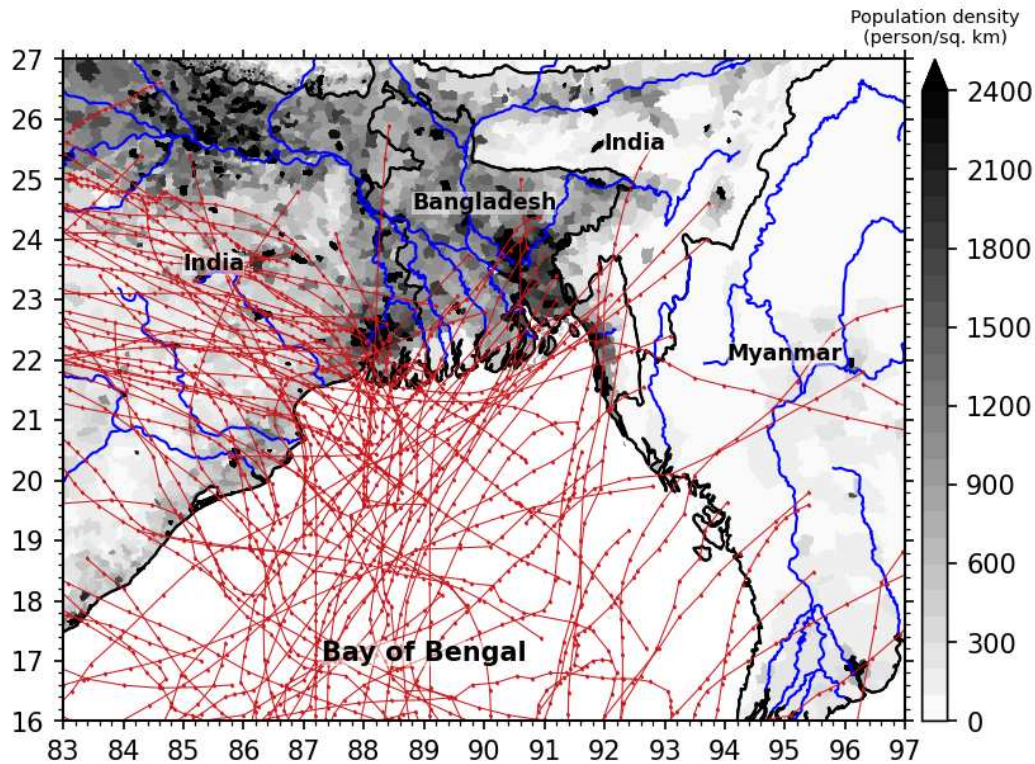 Population density
(person/sq. km)
27
26
25
24
23
22
21
20
19
18
17
16
India
Bangladesh
India
Myanmar
Bay of Bengal
83 84 85 86 87 88 89 90 91 92 93 94 95 96 97
2400
2100
1800
1500
1200
900
600
300
0